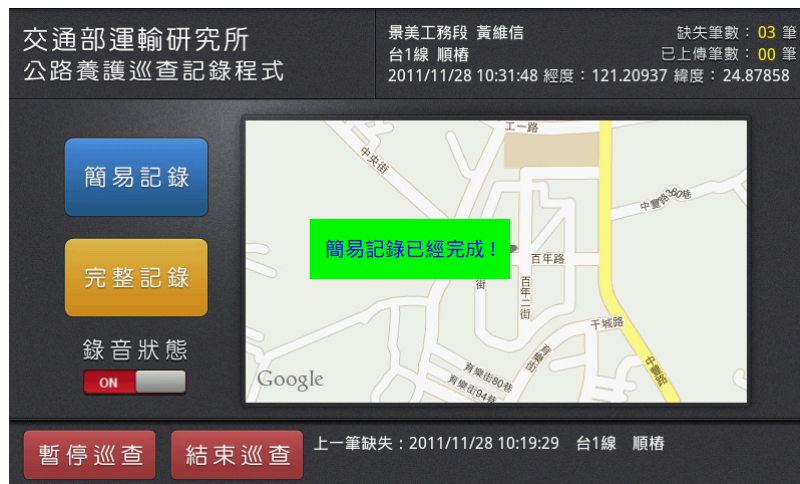 交通部運輸研究所
公路養護巡查記錄程式
景美工務段 黃維信
台1線 順樁
2011/11/28 10:31:48 經度：121.20937 緯度：24.87858
缺失筆數：03 筆
已上傳筆數：00 筆
簡易記錄
完整記錄
錄音狀態
ON
工一路
中央街
中豐路360巷
簡易記錄已經完成！
百年路
街
百年二街
干城路
育樂街80巷
育樂街94巷
中豐路
Google
暫停巡查
結束巡查
上一筆缺失：2011/11/28 10:19:29 台1線 順樁